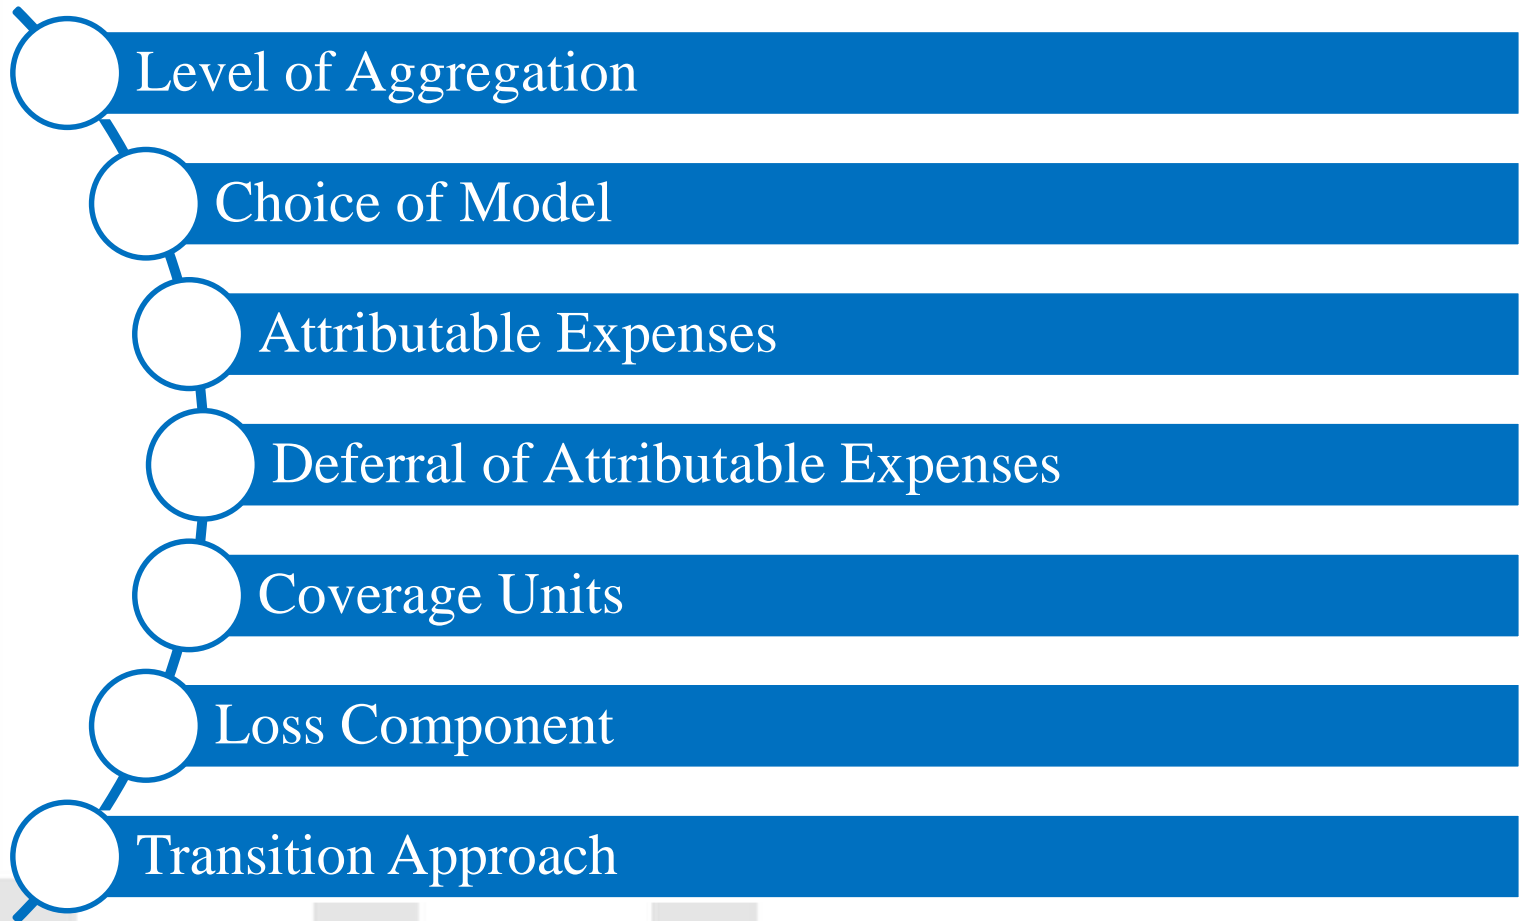 Level of Aggregation
Choice of Model
Attributable Expenses
Deferral of Attributable Expenses
Coverage Units
Loss Component
Transition Approach